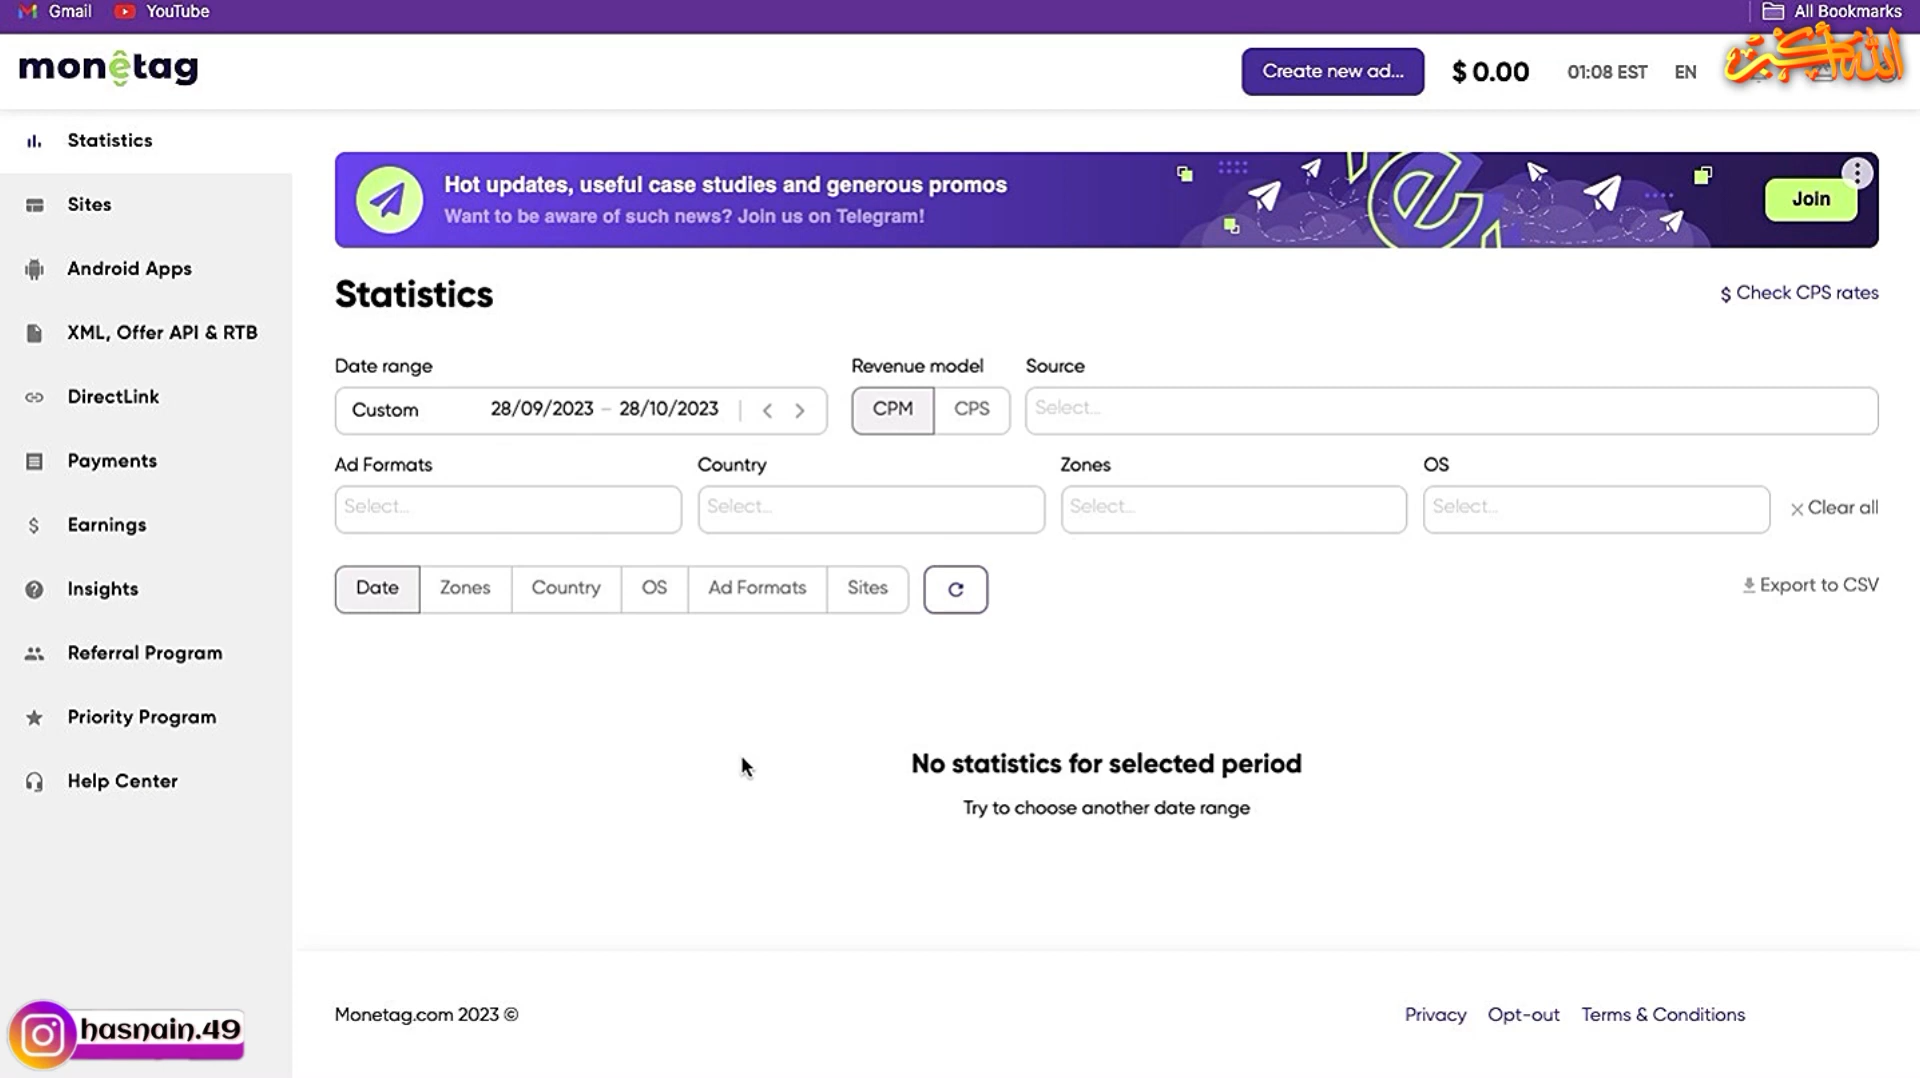 Gmail YouTube All Bookmarks
monetag Create new ad... $ 0.00 01:08 EST EN الله أكبر
Statistics
Sites
Android Apps
XML, Offer API & RTB
DirectLink
Payments
Earnings
Insights
Referral Program
Priority Program
Help Center
Hot updates, useful case studies and generous promos
Want to be aware of such news? Join us on Telegram!
Join
Statistics
$ Check CPS rates
Date range Revenue model Source
Custom 28/09/2023 – 28/10/2023 CPM CPS Select...
Ad Formats Country Zones OS
Select... Select... Select... Select... Clear all
Date Zones Country OS Ad Formats Sites Export to CSV
No statistics for selected period
Try to choose another date range
Monetag.com 2023 © Privacy Opt-out Terms & Conditions
hasnain.49